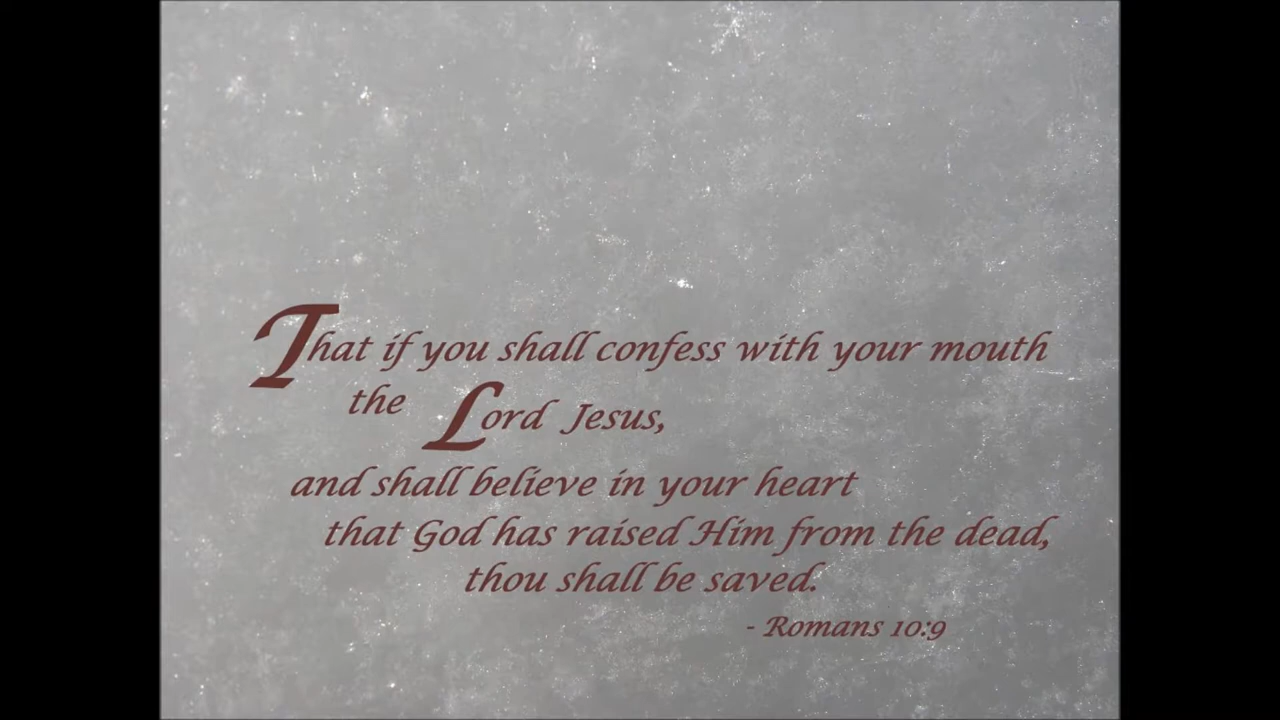 That if you shall confess with your mouth
the Lord Jesus,
and shall believe in your heart
that God has raised Him from the dead,
thou shall be saved.
- Romans 10:9